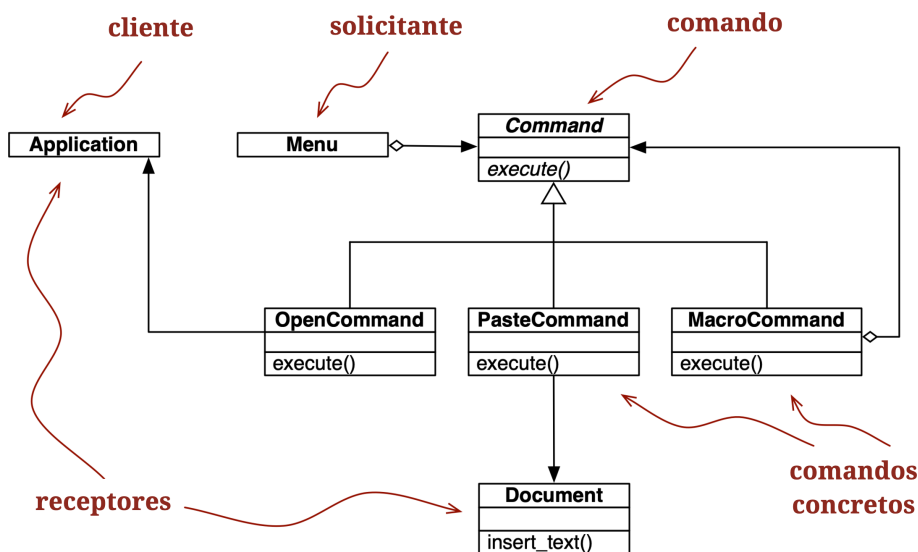 cliente
solicitante
comando
Application
Menu
Command
execute()
OpenCommand
execute()
PasteCommand
execute()
MacroCommand
execute()
receptores
comandos
concretos
Document
insert_text()